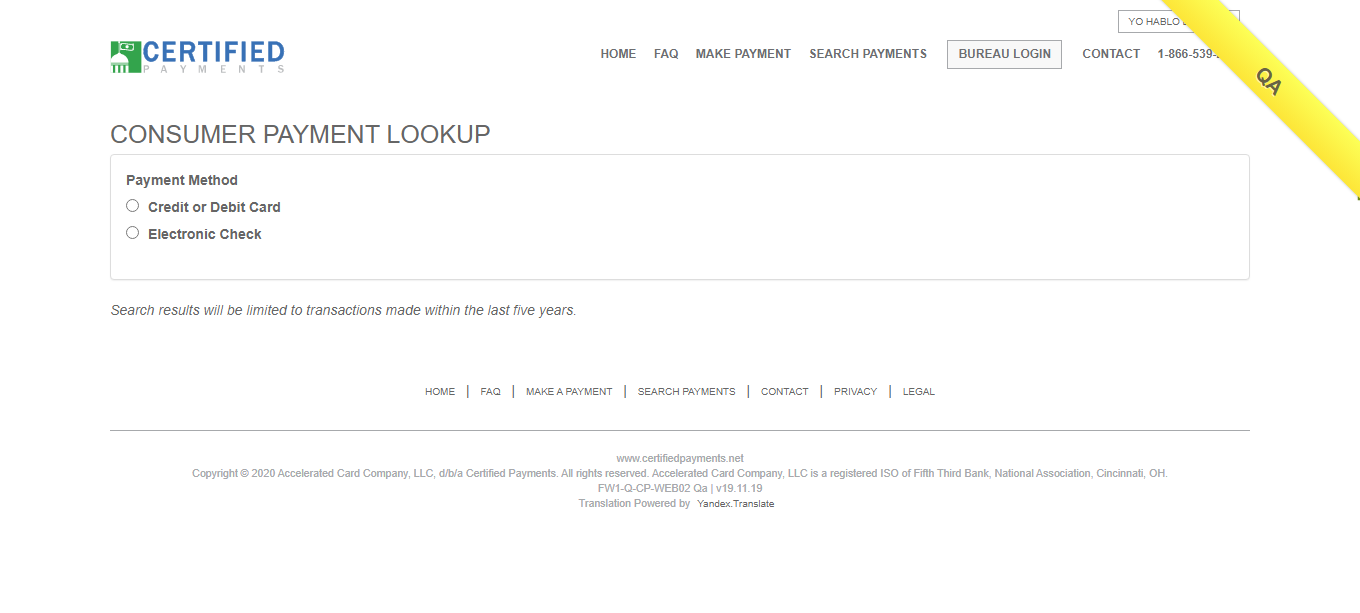 YO HABLO
CERTIFIED
PAYMENTS
HOME FAQ MAKE PAYMENT SEARCH PAYMENTS BUREAU LOGIN CONTACT 1-866-539-
QA
CONSUMER PAYMENT LOOKUP
Payment Method
Credit or Debit Card
Electronic Check
Search results will be limited to transactions made within the last five years.
HOME | FAQ | MAKE A PAYMENT | SEARCH PAYMENTS | CONTACT | PRIVACY | LEGAL
www.certifiedpayments.net
Copyright © 2020 Accelerated Card Company, LLC, d/b/a Certified Payments. All rights reserved. Accelerated Card Company, LLC is a registered ISO of Fifth Third Bank, National Association, Cincinnati, OH.
FW1-Q-CP-WEB02 Qa | v19.11.19
Translation Powered by Yandex.Translate